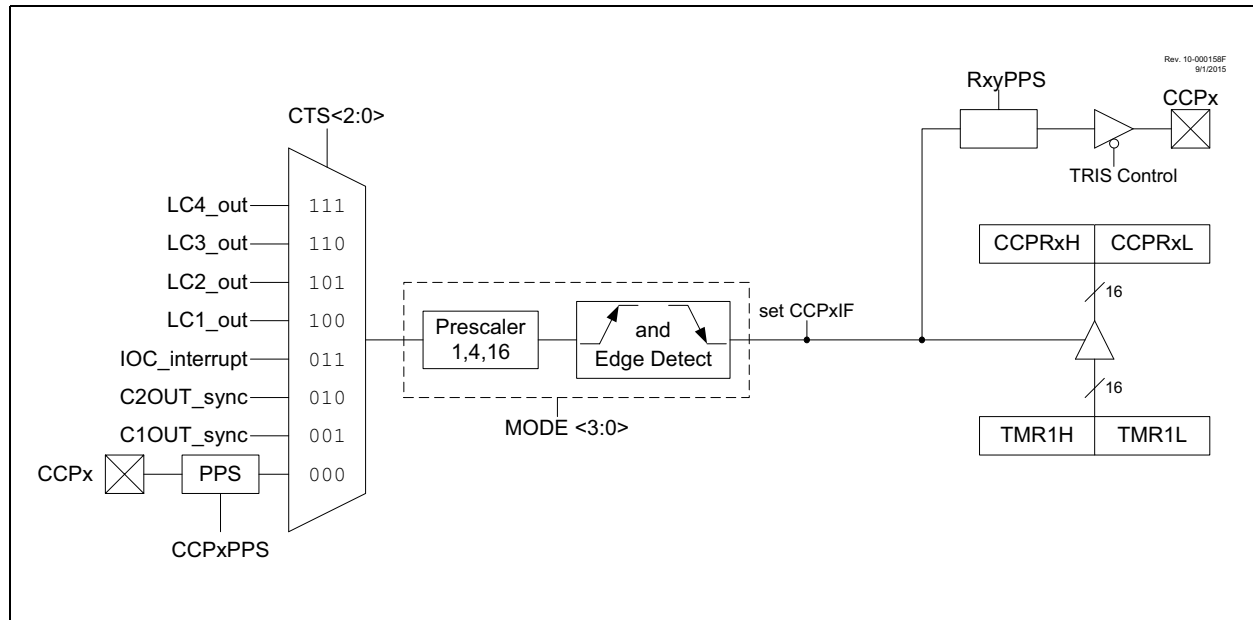 Rev. 10-000158F
9/1/2015
RxyPPS
CCPx
CTS<2:0>
TRIS Control
LC4_out
111
LC3_out
110
CCPRxH
CCPRxL
LC2_out
101
16
LC1_out
100
Prescaler
1,4,16
and
Edge Detect
set CCPxIF
IOC_interrupt
011
C2OUT_sync
010
16
MODE <3:0>
C1OUT_sync
001
TMR1H
TMR1L
CCPx
PPS
000
CCPxPPS